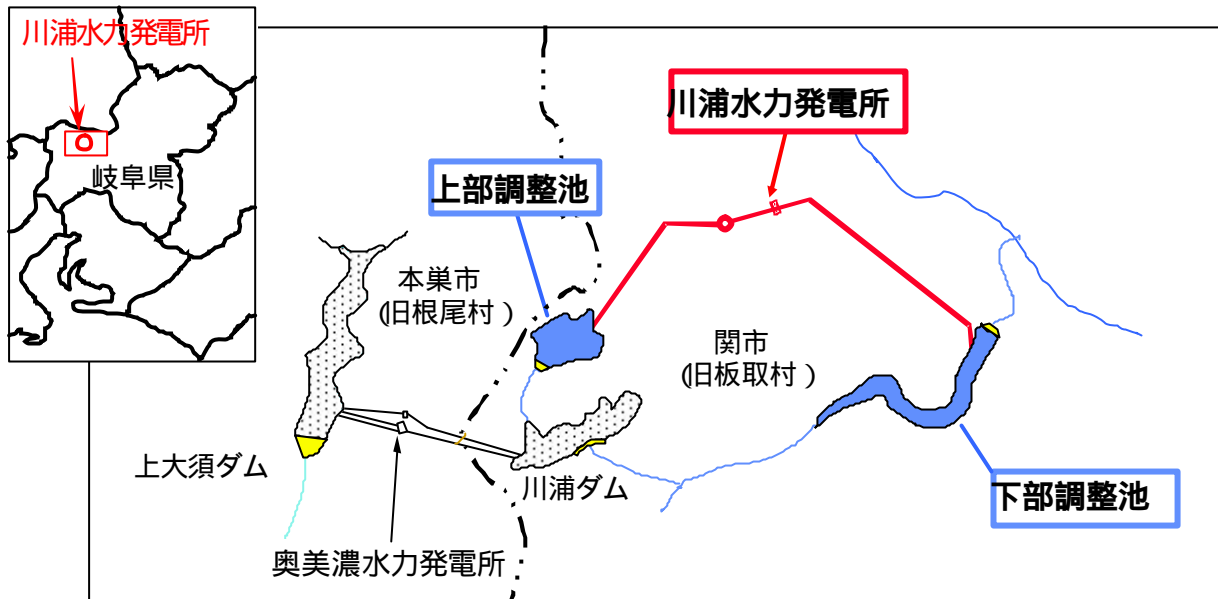 川浦水力発電所
岐阜県
川浦水力発電所
上部調整池
本巣市
(旧根尾村)
関市
(旧板取村)
上大須ダム
川浦ダム
下部調整池
奥美濃水力発電所